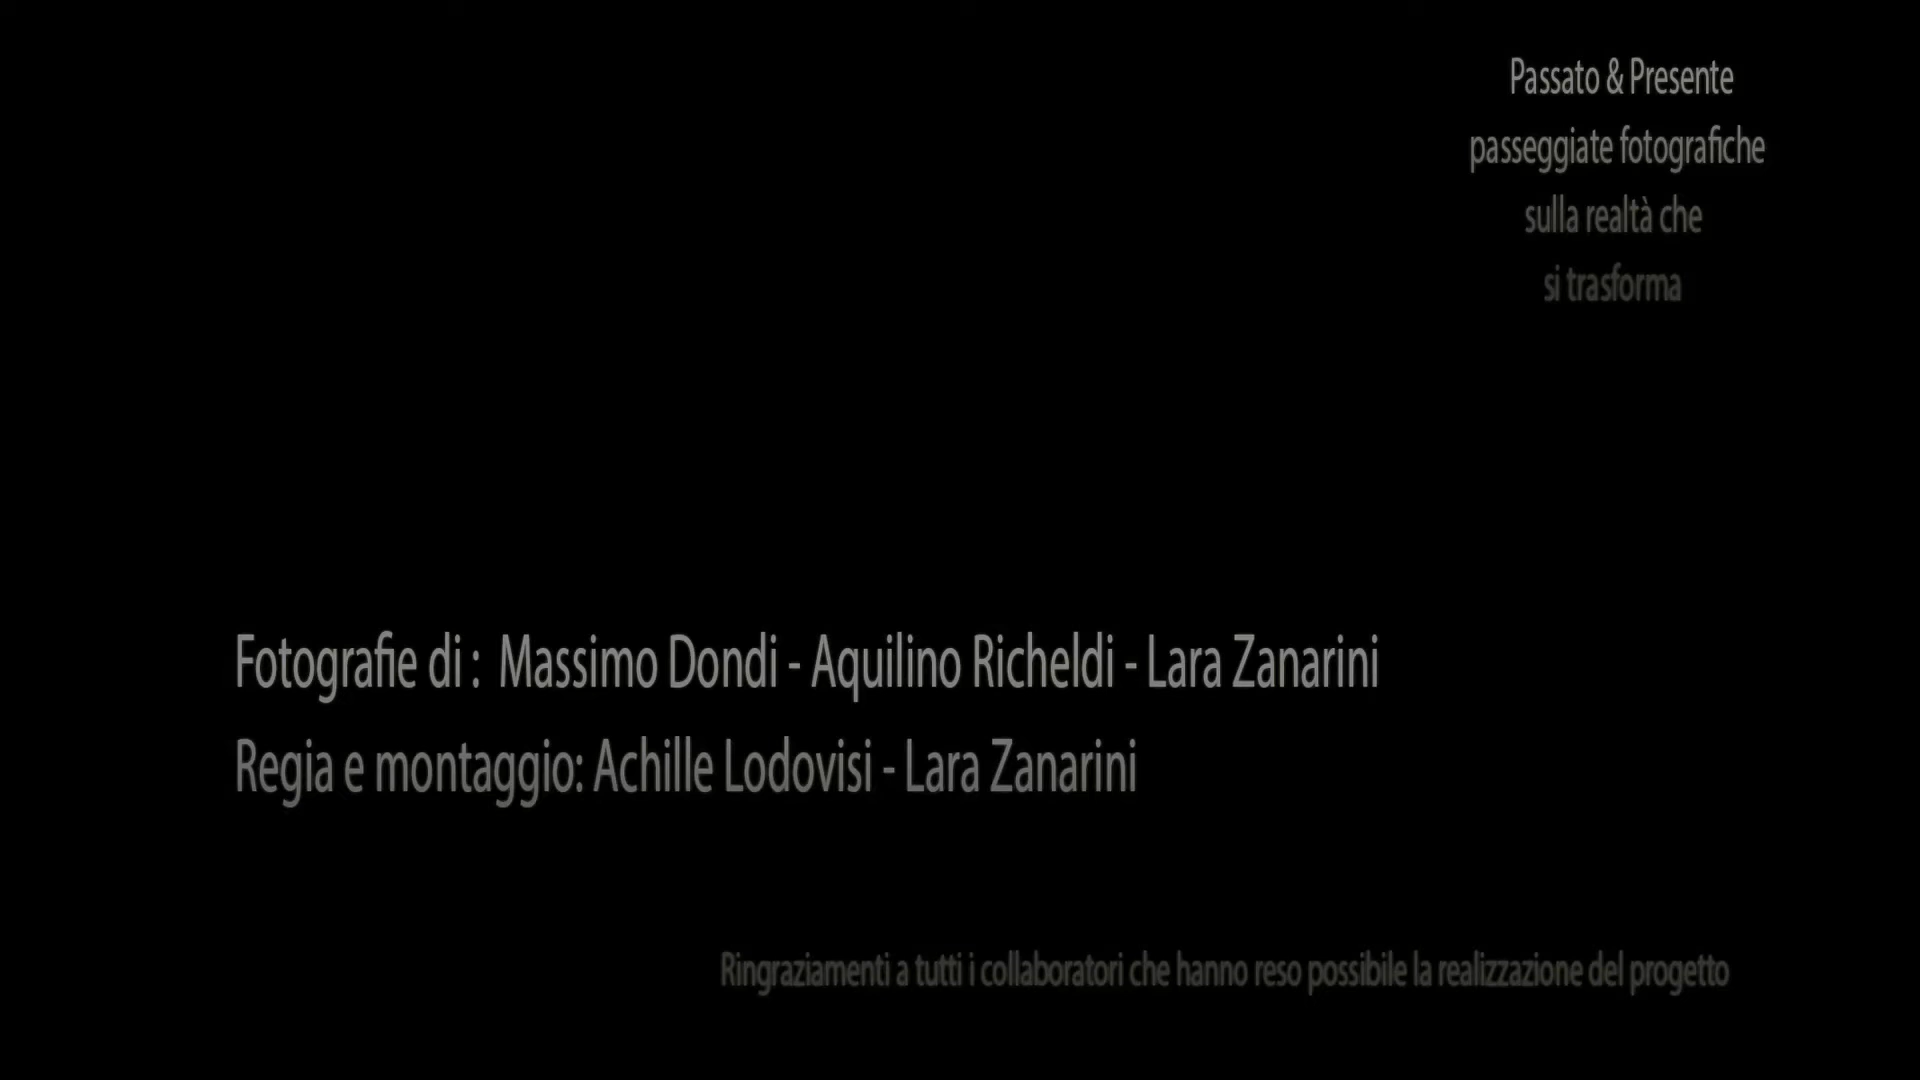 Passato & Presente
passeggiate fotografiche
sulla realtà che
si trasforma
Fotografie di : Massimo Dondi - Aquilino Richeldi - Lara Zanarini
Regia e montaggio: Achille Lodovisi - Lara Zanarini
Ringraziamenti a tutti i collaboratori che hanno reso possibile la realizzazione del progetto